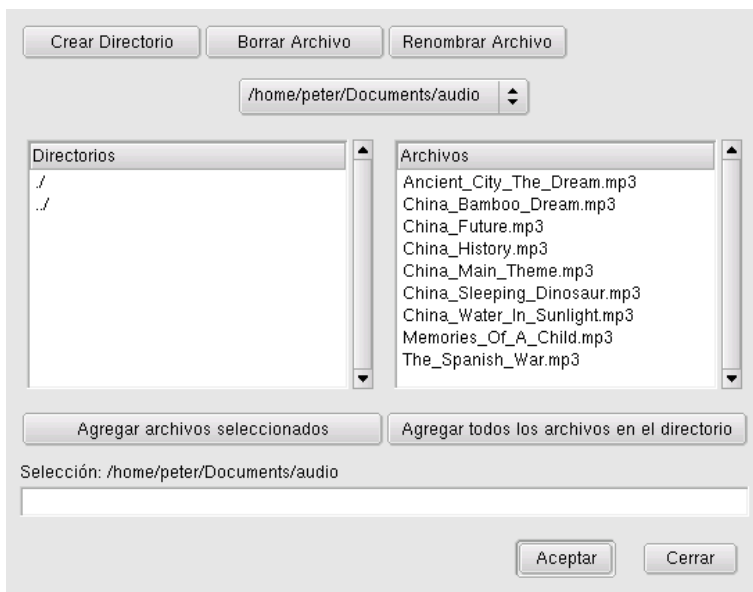 Crear Directorio Borrar Archivo Renombrar Archivo
/home/peter/Documents/audio
Directorios
./
../
Archivos
Ancient_City_The_Dream.mp3
China_Bamboo_Dream.mp3
China_Future.mp3
China_History.mp3
China_Main_Theme.mp3
China_Sleeping_Dinosaur.mp3
China_Water_In_Sunlight.mp3
Memories_Of_A_Child.mp3
The_Spanish_War.mp3
Agregar archivos seleccionados Agregar todos los archivos en el directorio
Selección: /home/peter/Documents/audio
Aceptar Cerrar